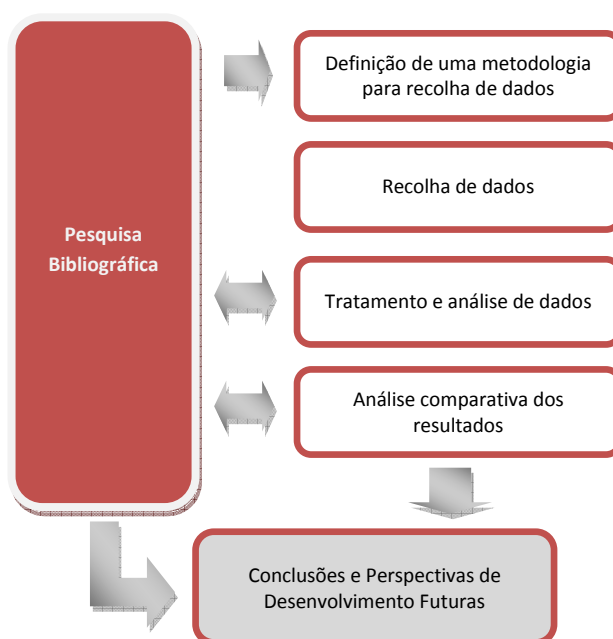 Pesquisa
Bibliográfica
Definição de uma metodologia
para recolha de dados
Recolha de dados
Tratamento e análise de dados
Análise comparativa dos
resultados
Conclusões e Perspectivas de
Desenvolvimento Futuras